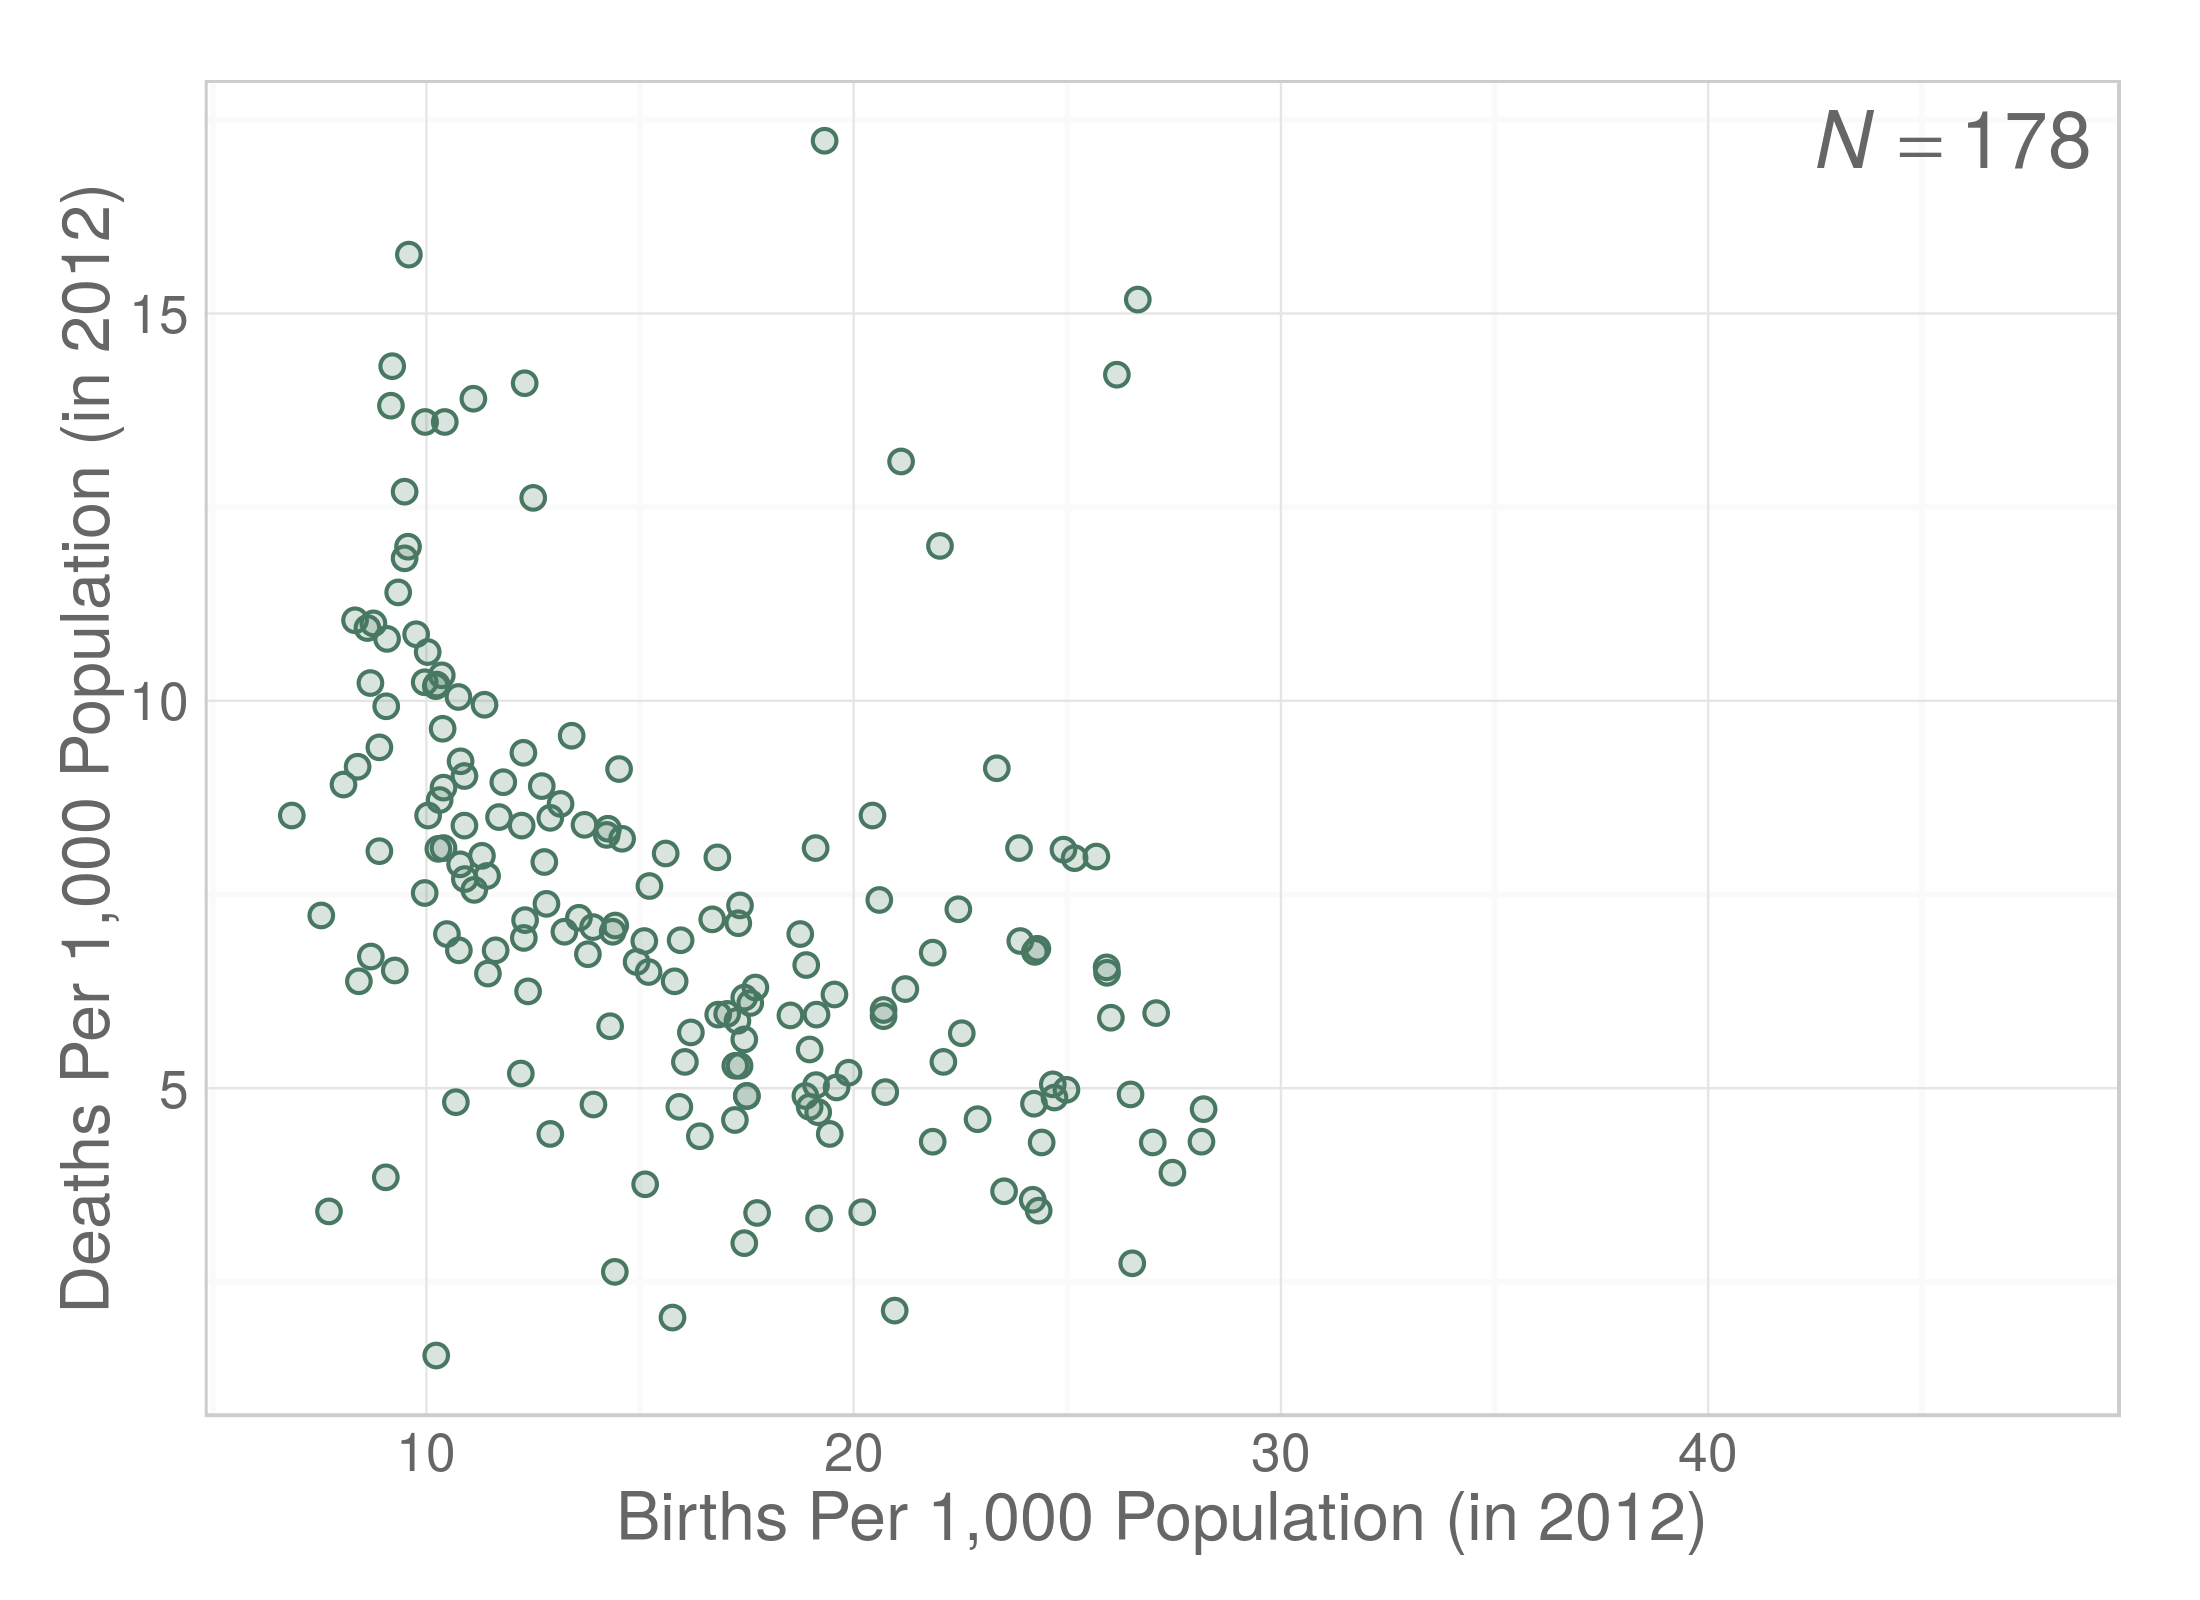 N = 178
Deaths Per 1,000 Population (in 2012)
15
10
5
10 20 30 40
Births Per 1,000 Population (in 2012)